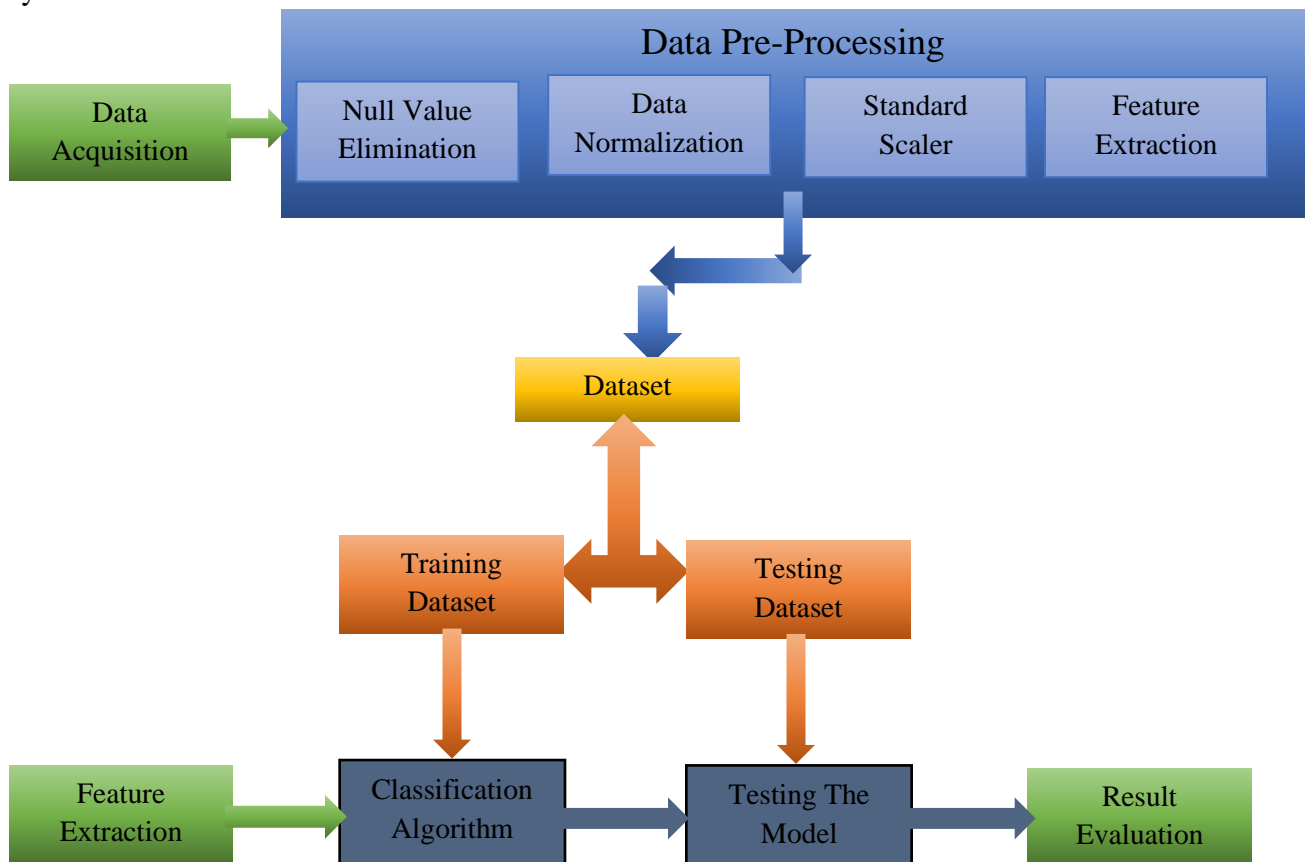 Data Pre-Processing
Data
Acquisition
Null Value
Elimination
Data
Normalization
Standard
Scaler
Feature
Extraction
Dataset
Training
Dataset
Testing
Dataset
Feature
Extraction
Classification
Algorithm
Testing The
Model
Result
Evaluation